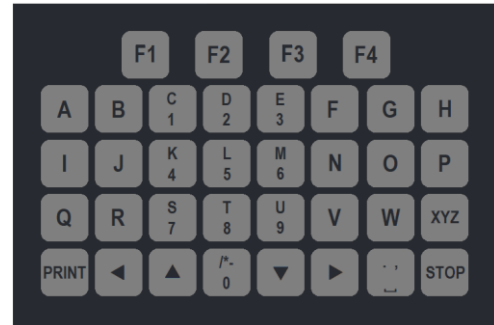 F1 F2 F3 F4
A B C D E F G H
1 2 3
I J K L M N O P
4 5 6
Q R S T U V W XYZ
7 8 9
PRINT ◀ ▲ /*- ▼ ▶ . , STOP
0 ⎵